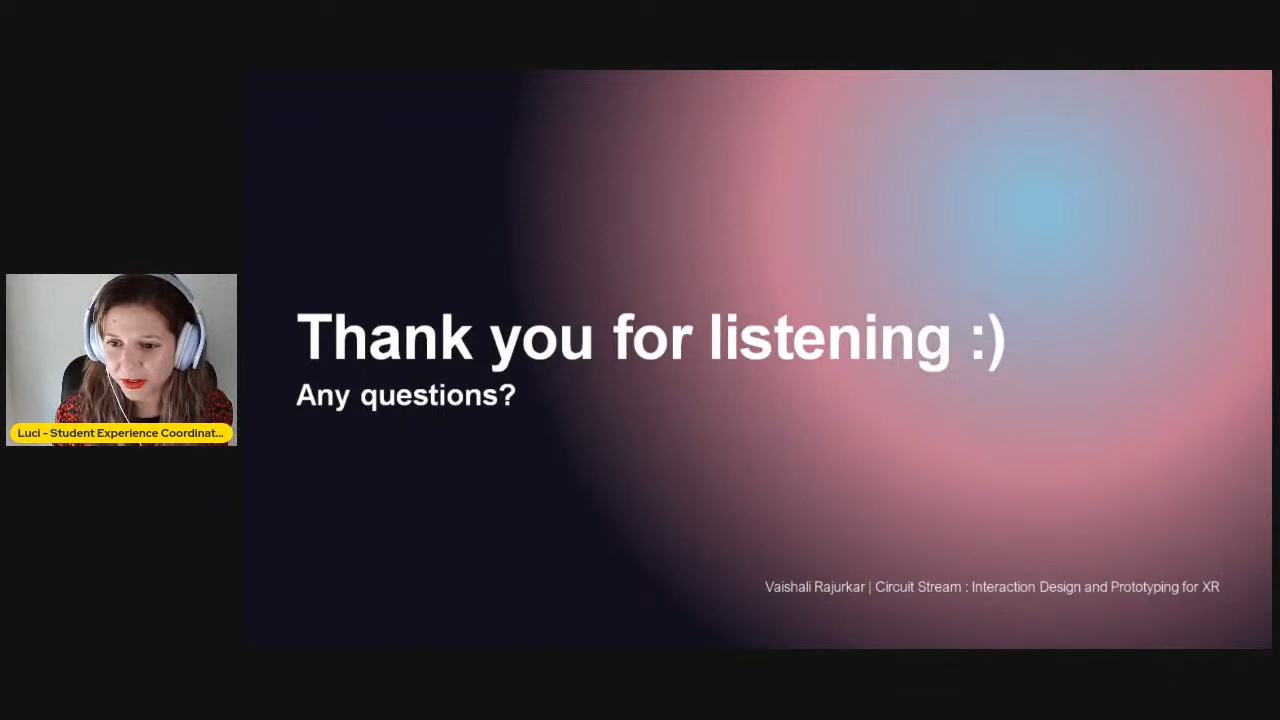 Thank you for listening :)
Any questions?
Luci - Student Experience Coordinat...
Vaishali Rajurkar | Circuit Stream : Interaction Design and Prototyping for XR